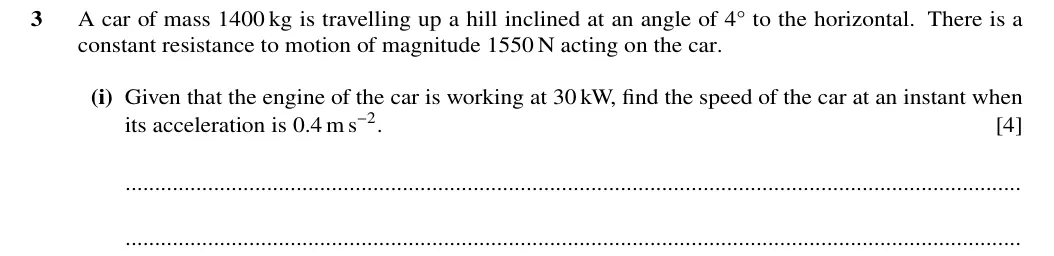 3 A car of mass 1400 kg is travelling up a hill inclined at an angle of 4° to the horizontal. There is a
constant resistance to motion of magnitude 1550 N acting on the car.
(i) Given that the engine of the car is working at 30 kW, find the speed of the car at an instant when
its acceleration is 0.4 m s⁻². [4]